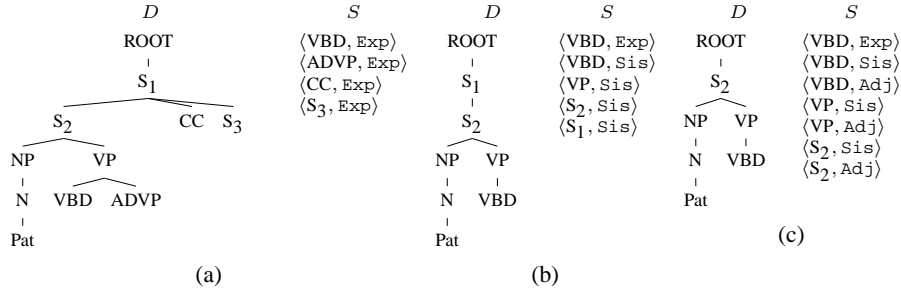 D S D S D S
ROOT ⟨VBD, Exp⟩ ROOT ⟨VBD, Exp⟩ ROOT ⟨VBD, Exp⟩
⟨ADVP, Exp⟩ ⟨VBD, Sis⟩ ⟨VBD, Sis⟩
S1 ⟨CC, Exp⟩ S1 ⟨VP, Sis⟩ S2 ⟨VBD, Adj⟩
⟨S3, Exp⟩ ⟨S2, Sis⟩ ⟨VP, Sis⟩
S2 CC S3 S2 ⟨S1, Sis⟩ NP VP ⟨VP, Adj⟩
⟨S2, Sis⟩
NP VP NP VP N VBD ⟨S2, Adj⟩
N VBD ADVP N VBD Pat
Pat Pat (c)
(a) (b)